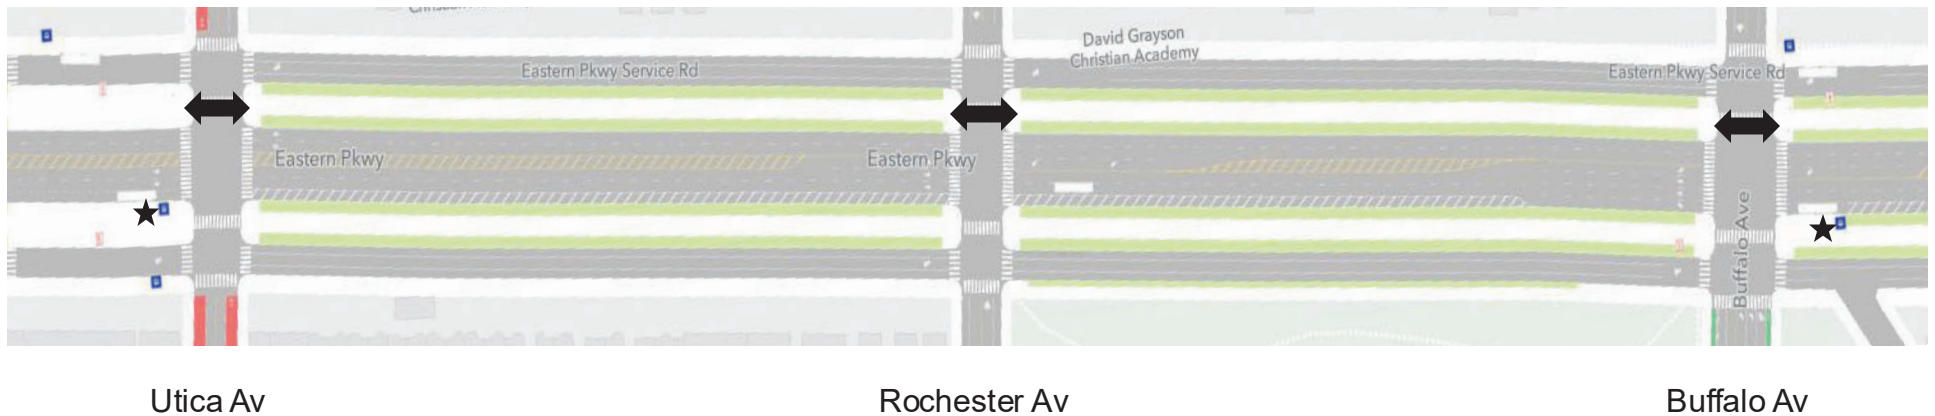 David Grayson
Christian Academy
Eastern Pkwy Service Rd
Eastern Pkwy Service Rd
Eastern Pkwy
Eastern Pkwy
Buffalo Ave
Utica Av
Rochester Av
Buffalo Av